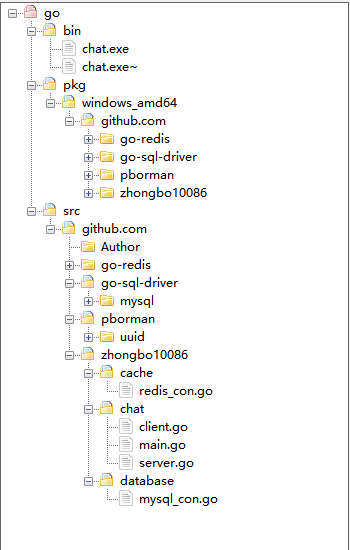 go
bin
chat.exe
chat.exe~
pkg
windows_amd64
github.com
go-redis
go-sql-driver
pborman
zhongbo10086
src
github.com
Author
go-redis
go-sql-driver
mysql
pborman
uuid
zhongbo10086
cache
redis_con.go
chat
client.go
main.go
server.go
database
mysql_con.go